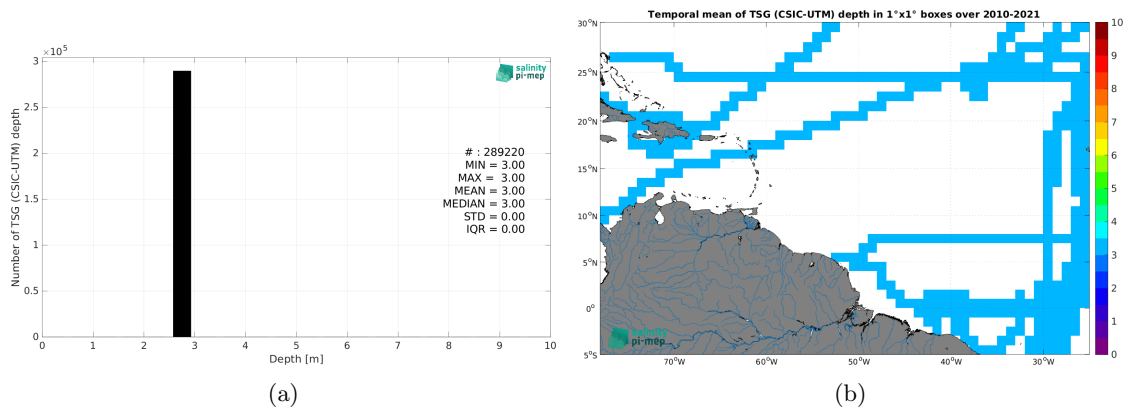 ×10⁵
3
2.5
2
1.5
1
0.5
0
Number of TSG (CSIC-UTM) depth
0 1 2 3 4 5 6 7 8 9 10
Depth [m]
salinity
pi-mep
# : 289220
MIN = 3.00
MAX = 3.00
MEAN = 3.00
MEDIAN = 3.00
STD = 0.00
IQR = 0.00
(a)
Temporal mean of TSG (CSIC-UTM) depth in 1°x1° boxes over 2010-2021
30°N
25°N
20°N
15°N
10°N
5°N
0°
5°S
70°W 60°W 50°W 40°W 30°W
salinity
pi-mep
10
9
8
7
6
5
4
3
2
1
0
(b)